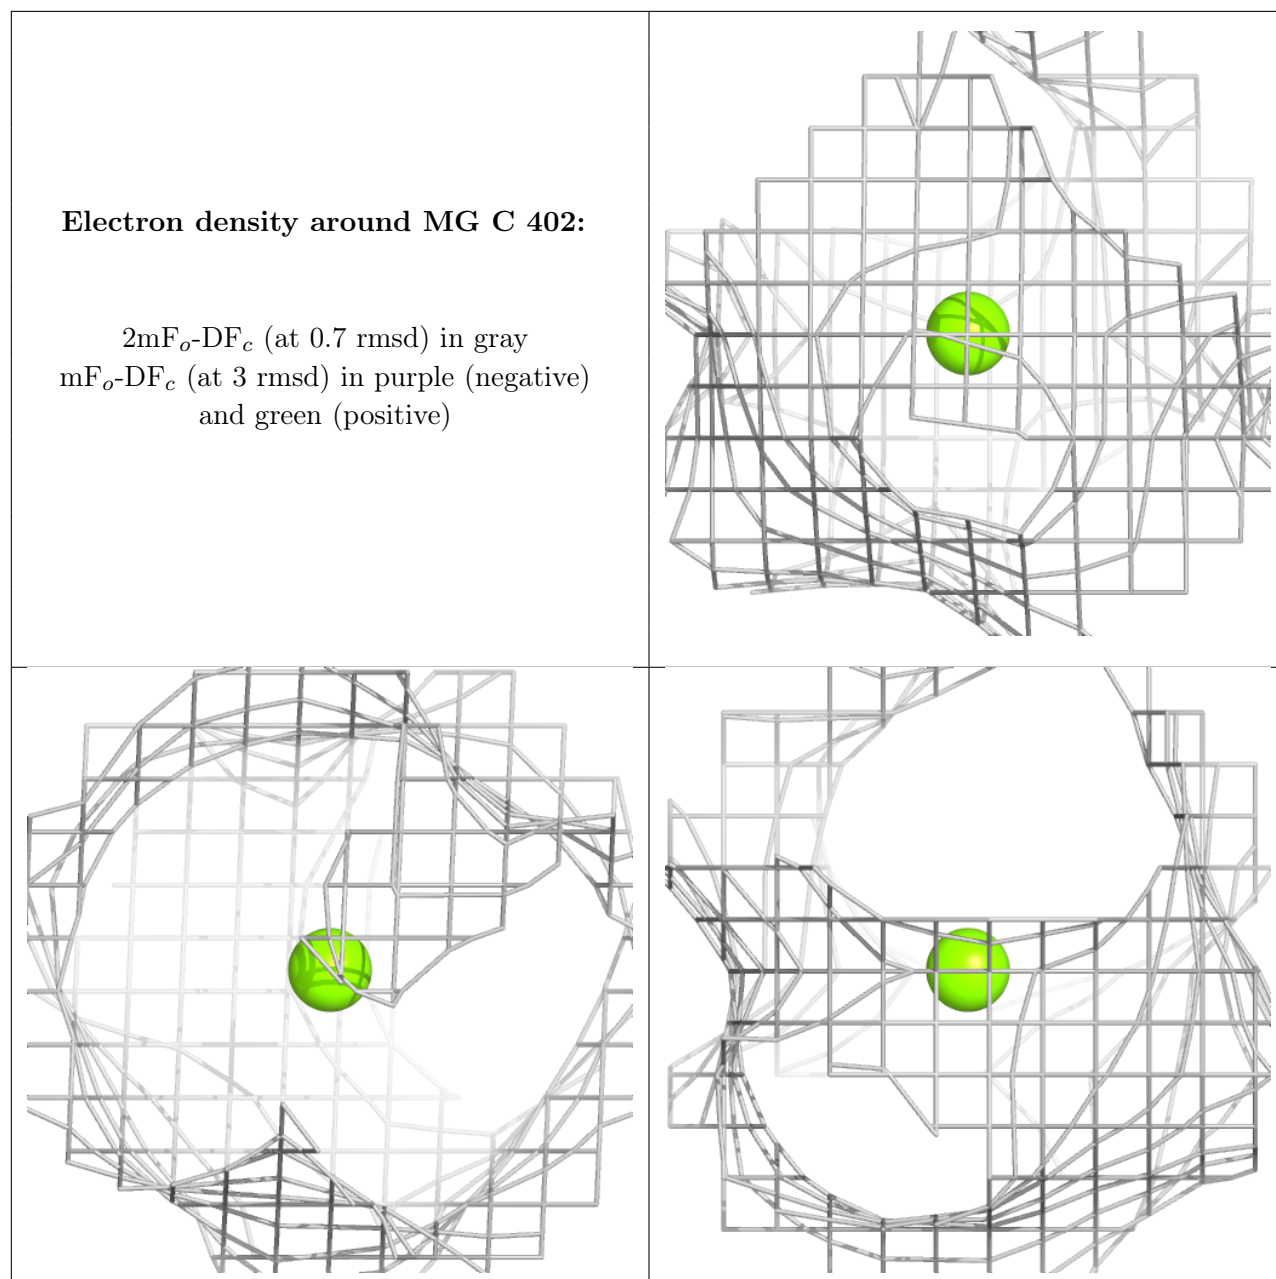 Electron density around MG C 402:
2mFo-DFc (at 0.7 rmsd) in gray
mFo-DFc (at 3 rmsd) in purple (negative)
and green (positive)